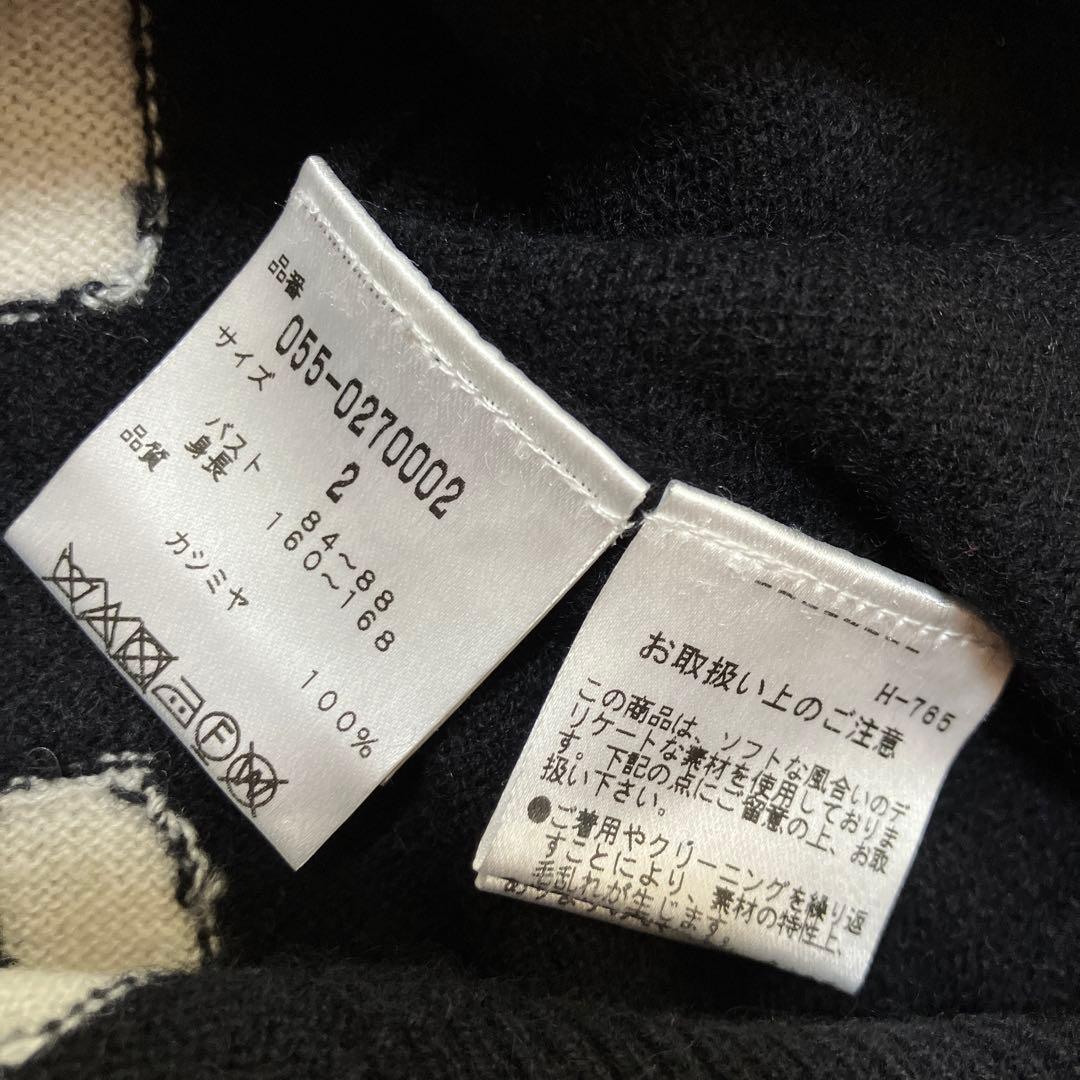 品番
055-0270002
サイズ
2
バスト 84〜88
身長 160〜168
品質
カシミヤ 100%
F
W
H-765
お取扱い上のご注意
この商品は、ソフトな風合いのデ
リケートな素材を使用しておりま
す。下記の点にご留意の上、お取
扱い下さい。
●ご着用やクリーニングを繰り返
すことにより、素材の特性上、
毛乱れが生じます。